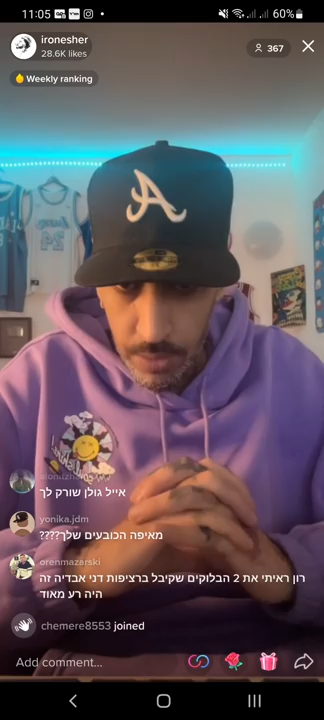 11:05
60%
ironesher
28.6K likes
367
Weekly ranking
A
24
אייל גולן שורק לך
yonika.jdm
מאיפה הכובעים שלך????
orenmazarski
רון ראיתי את 2 הבלוקים שקיבל ברציפות דני אבדיה זה
היה רע מאוד
chemere8553 joined
Add comment...